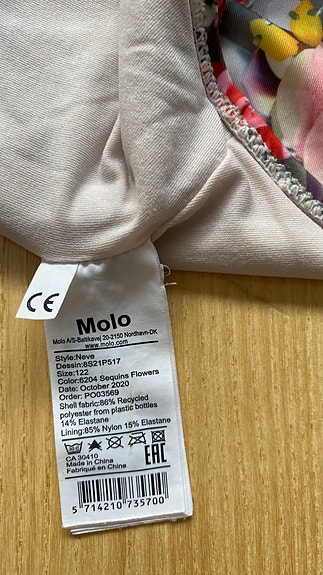 CE
Molo
Molo A/S-Baltikavej 20-2150 Nordhavn-DK
www.molo.com
Style:Neve
Dessin:8S21P517
Size:122
Color:6204 Sequins Flowers
Date: October 2020
Order: PO03569
Shell fabric:86% Recycled
polyester from plastic bottles
14% Elastane
Lining:85% Nylon 15% Elastane
CA 30410
Made in China
Fabriqué en China
EAC
5 714210 735700